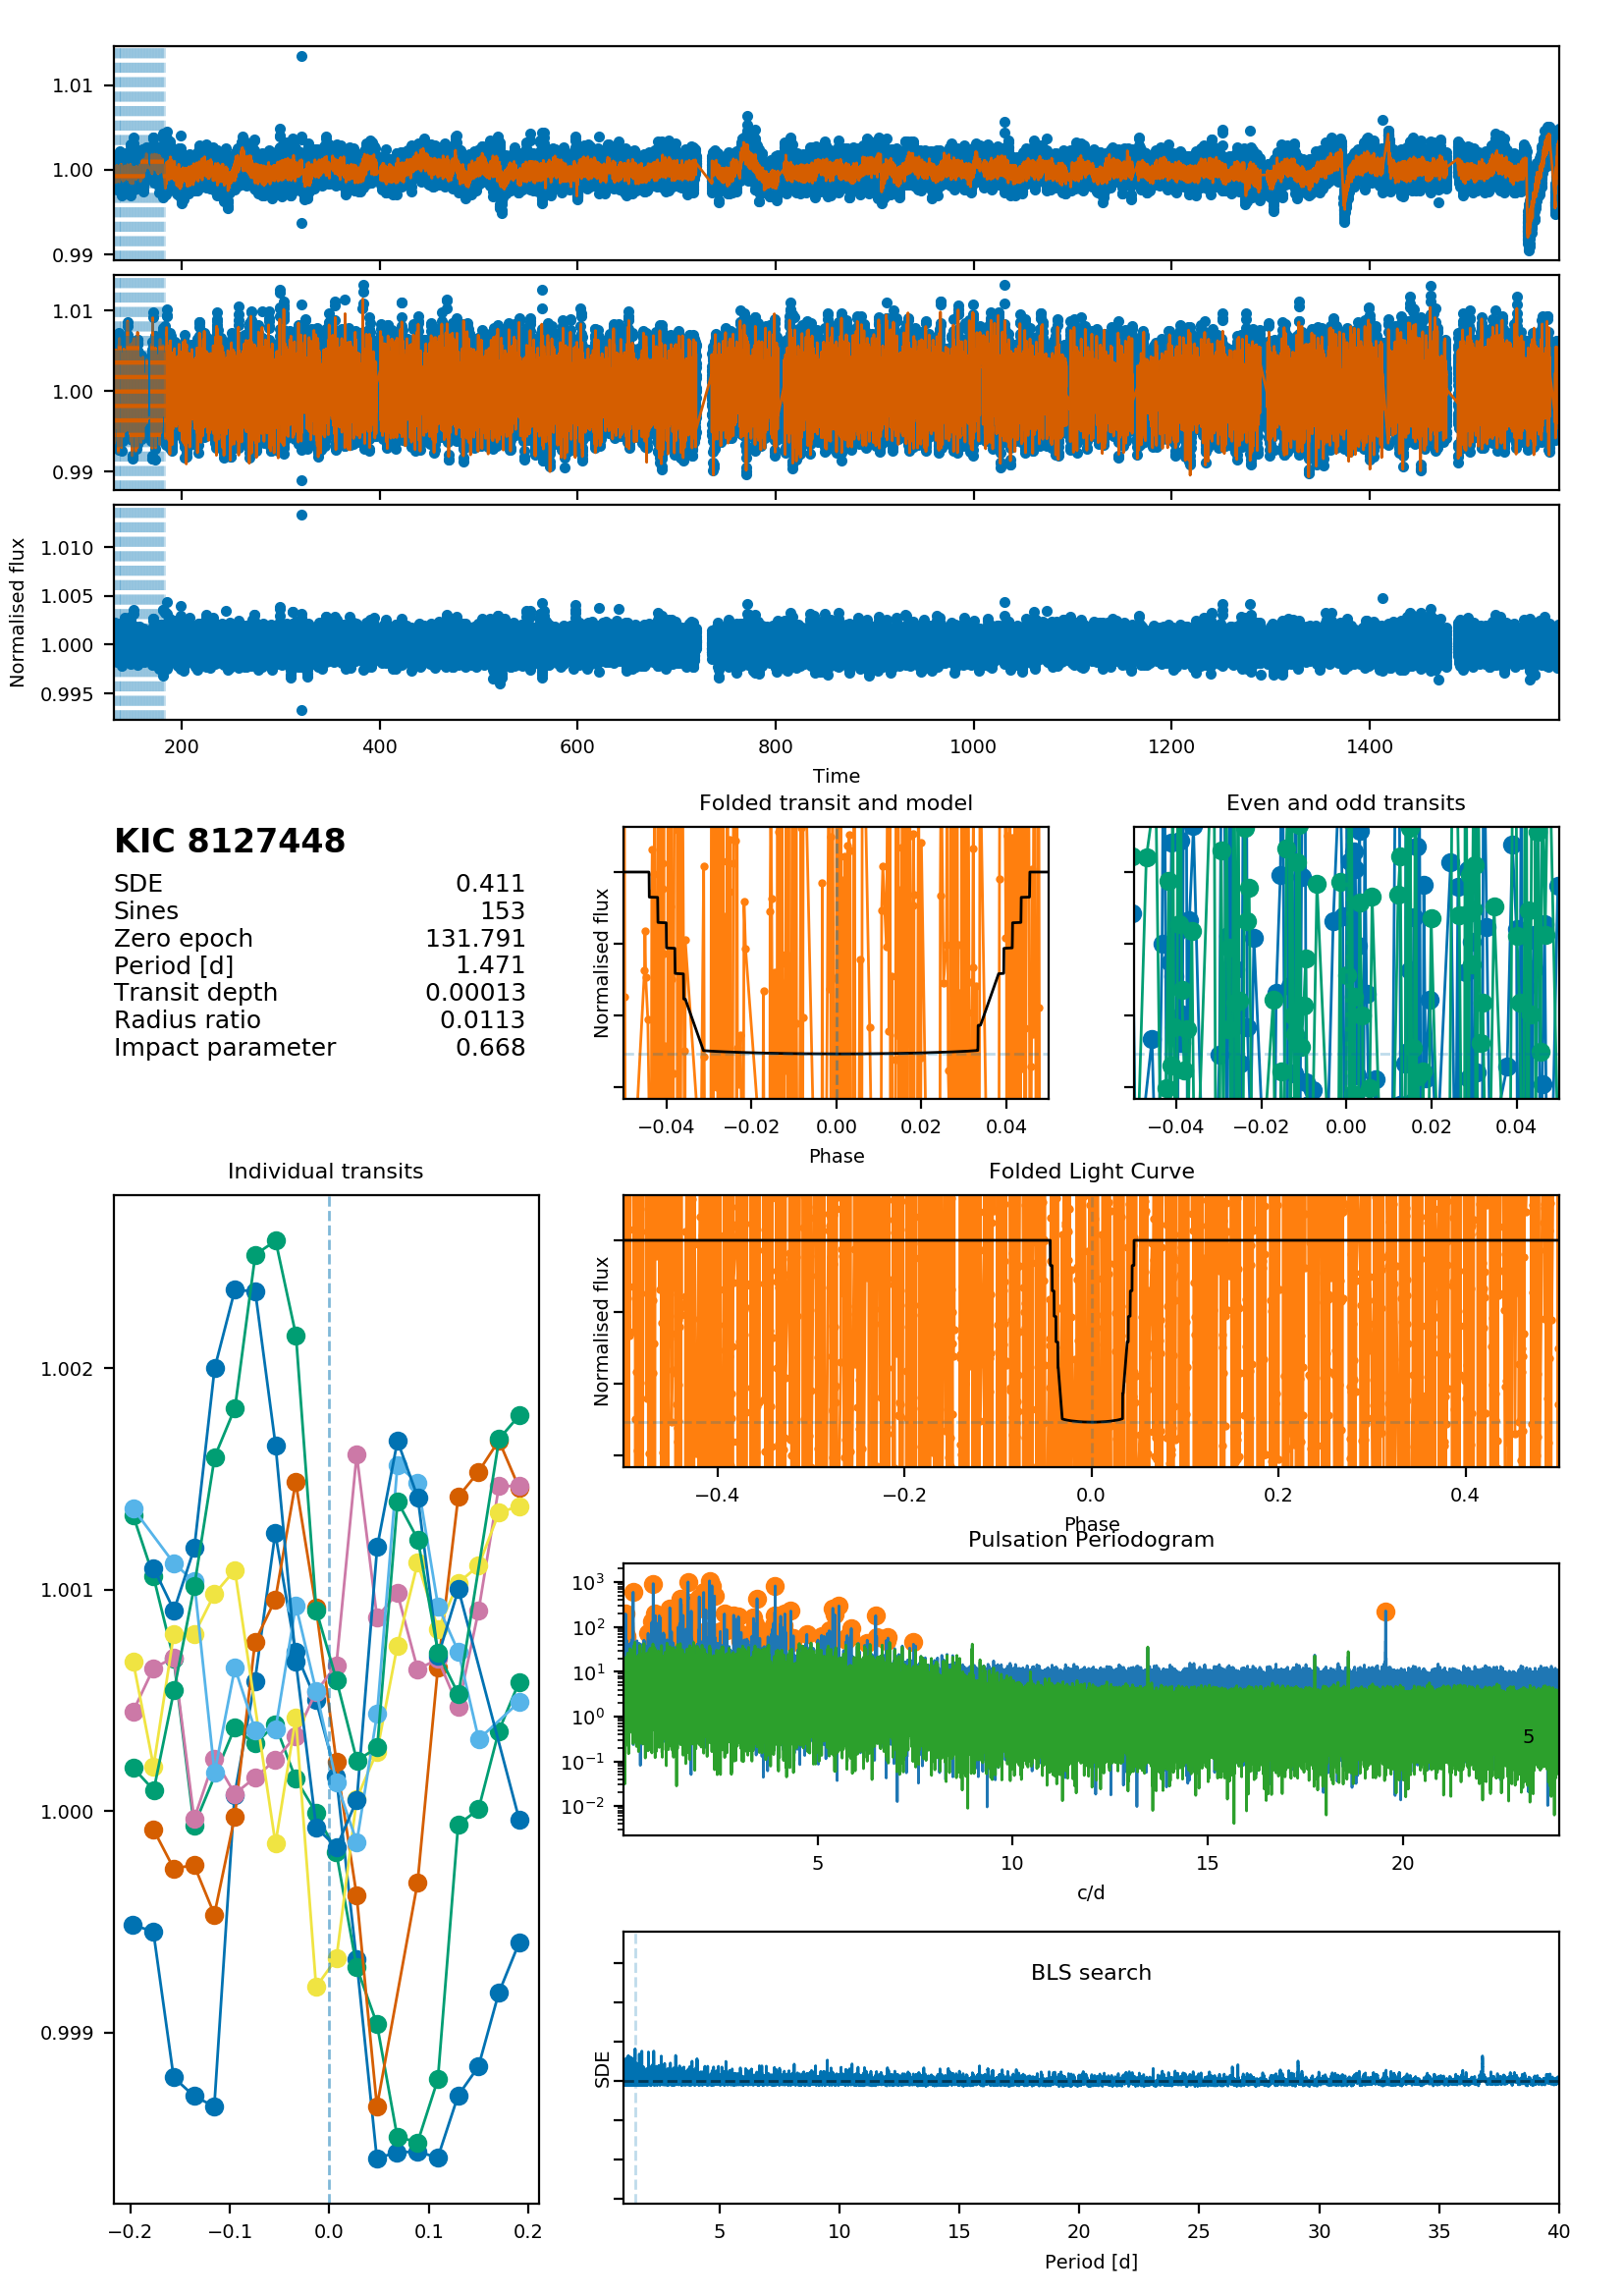 1.01
1.00
0.99
1.01
1.00
0.99
1.010
1.005
1.000
0.995
Normalised flux
200 400 600 800 1000 1200 1400
Time
KIC 8127448
SDE 0.411
Sines 153
Zero epoch 131.791
Period [d] 1.471
Transit depth 0.00013
Radius ratio 0.0113
Impact parameter 0.668
Folded transit and model
Normalised flux
−0.04 −0.02 0.00 0.02 0.04
Phase
Even and odd transits
−0.04 −0.02 0.00 0.02 0.04
Individual transits
1.002
1.001
1.000
0.999
−0.2 −0.1 0.0 0.1 0.2
Folded Light Curve
Normalised flux
−0.4 −0.2 0.0 0.2 0.4
Phase
Pulsation Periodogram
10³
10²
10¹
10⁰
10⁻¹
10⁻²
5
5 10 15 20
c/d
BLS search
SDE
5 10 15 20 25 30 35 40
Period [d]